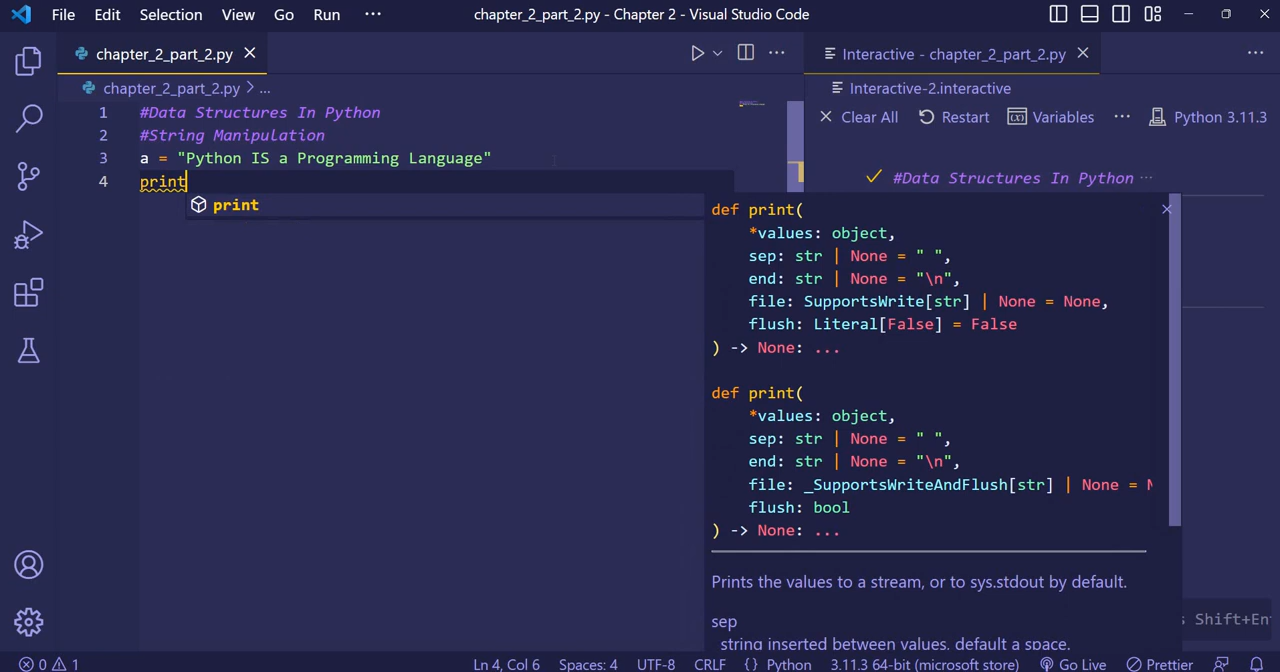 File Edit Selection View Go Run ··· chapter_2_part_2.py - Chapter 2 - Visual Studio Code
chapter_2_part_2.py
chapter_2_part_2.py > ...
1 #Data Structures In Python
2 #String Manipulation
3 a = "Python IS a Programming Language"
4 print
print
Interactive - chapter_2_part_2.py
Interactive-2.interactive
Clear All Restart Variables ··· Python 3.11.3
#Data Structures In Python ···
def print(
*values: object,
sep: str | None = " ",
end: str | None = "\n",
file: SupportsWrite[str] | None = None,
flush: Literal[False] = False
) -> None: ...
def print(
*values: object,
sep: str | None = " ",
end: str | None = "\n",
file: _SupportsWriteAndFlush[str] | None = N
flush: bool
) -> None: ...
Prints the values to a stream, or to sys.stdout by default.
sep
string inserted between values, default a space.
Shift+En
0 1 Ln 4, Col 6 Spaces: 4 UTF-8 CRLF {} Python 3.11.3 64-bit (microsoft store) Go Live Prettier